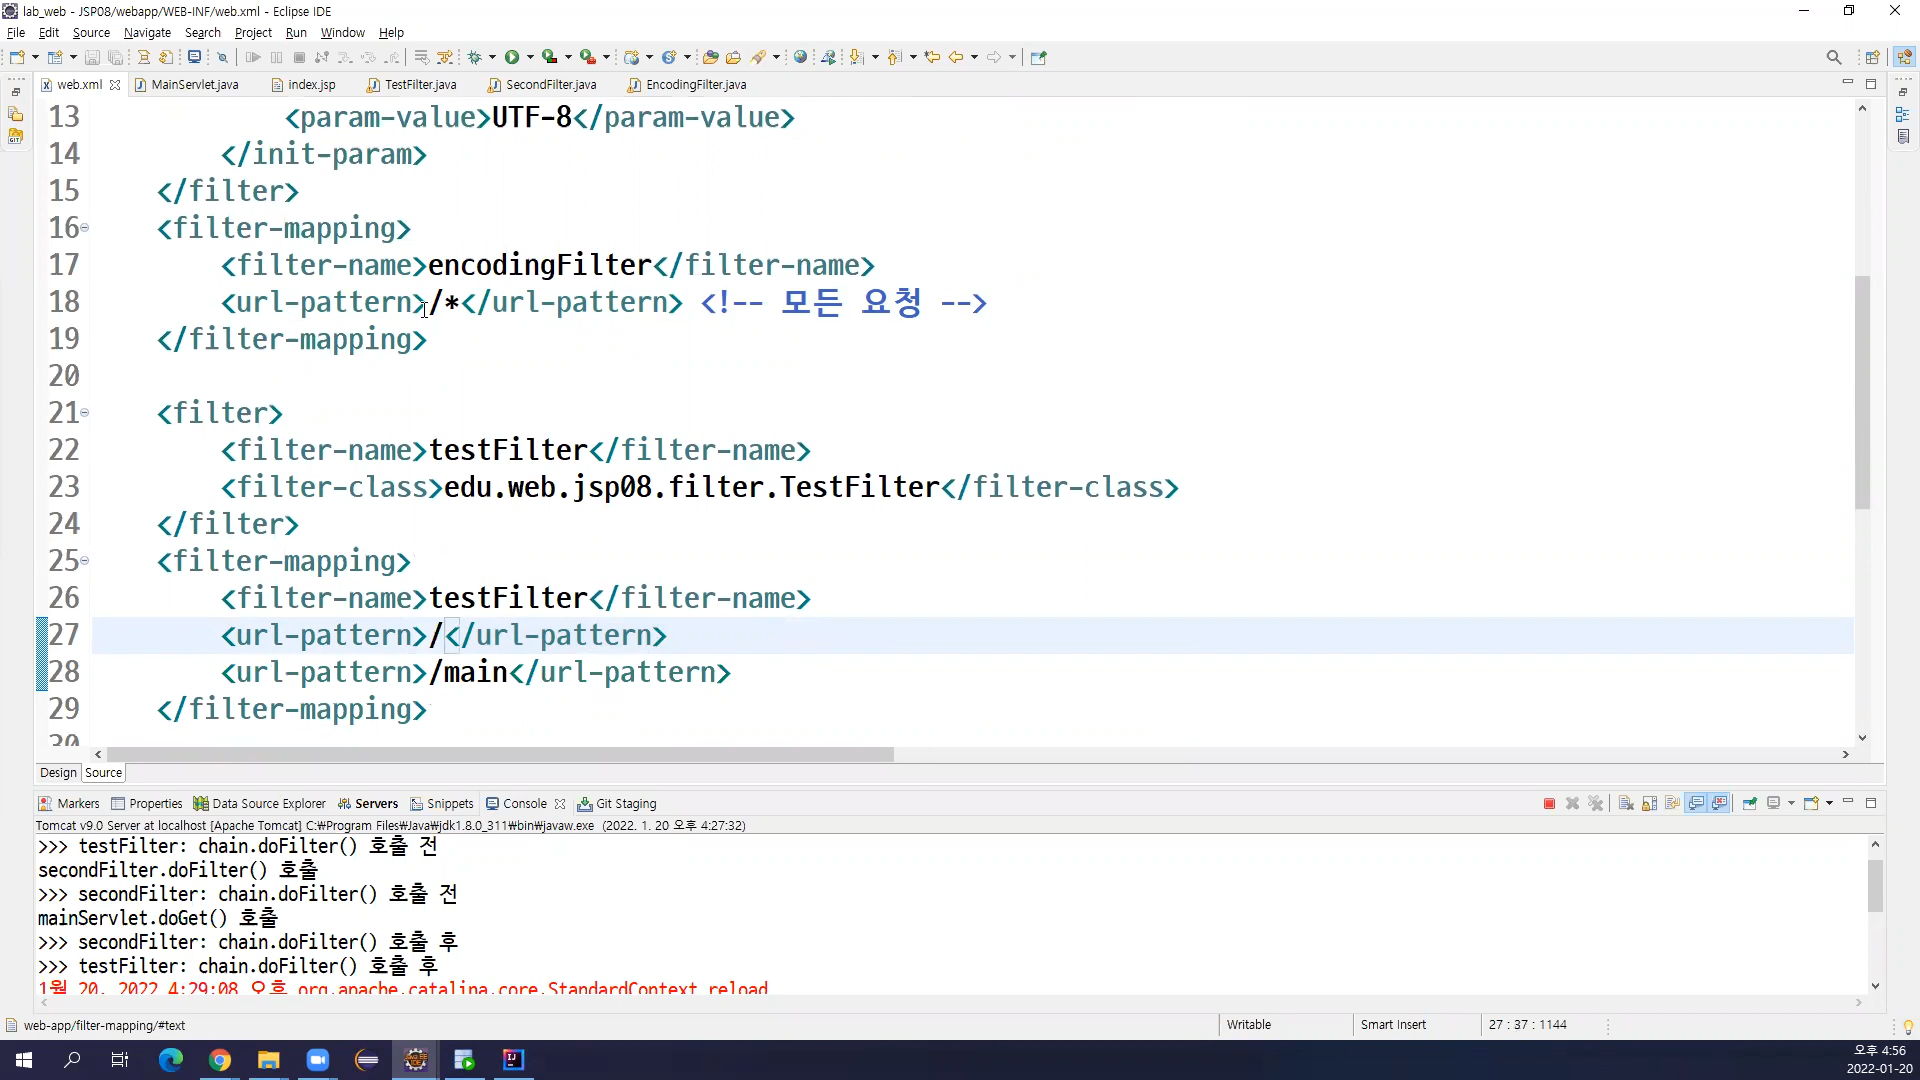 lab_web - JSP08/webapp/WEB-INF/web.xml - Eclipse IDE
File Edit Source Navigate Search Project Run Window Help
web.xml MainServlet.java index.jsp TestFilter.java SecondFilter.java EncodingFilter.java
13 <param-value>UTF-8</param-value>
14 </init-param>
15 </filter>
16 <filter-mapping>
17 <filter-name>encodingFilter</filter-name>
18 <url-pattern>/*</url-pattern> <!-- 모든 요청 -->
19 </filter-mapping>
20
21 <filter>
22 <filter-name>testFilter</filter-name>
23 <filter-class>edu.web.jsp08.filter.TestFilter</filter-class>
24 </filter>
25 <filter-mapping>
26 <filter-name>testFilter</filter-name>
27 <url-pattern>/</url-pattern>
28 <url-pattern>/main</url-pattern>
29 </filter-mapping>
30
Design Source
Markers Properties Data Source Explorer Servers Snippets Console Git Staging
Tomcat v9.0 Server at localhost [Apache Tomcat] C:₩Program Files₩Java₩jdk1.8.0_311₩bin₩javaw.exe (2022. 1. 20 오후 4:27:32)
>>> testFilter: chain.doFilter() 호출 전
secondFilter.doFilter() 호출
>>> secondFilter: chain.doFilter() 호출 전
mainServlet.doGet() 호출
>>> secondFilter: chain.doFilter() 호출 후
>>> testFilter: chain.doFilter() 호출 후
1월 20, 2022 4:29:08 오후 org.apache.catalina.core.StandardContext reload
web-app/filter-mapping/#text Writable Smart Insert 27 : 37 : 1144
오후 4:56
2022-01-20